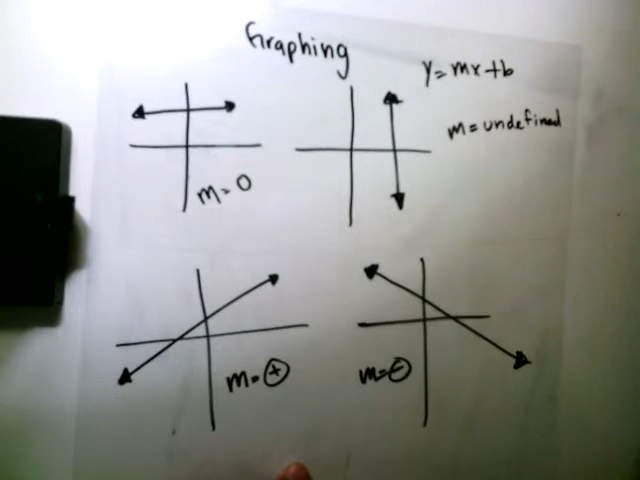 Graphing
y=mx+b
m=undefined
m=0
m=⊕
m=⊖